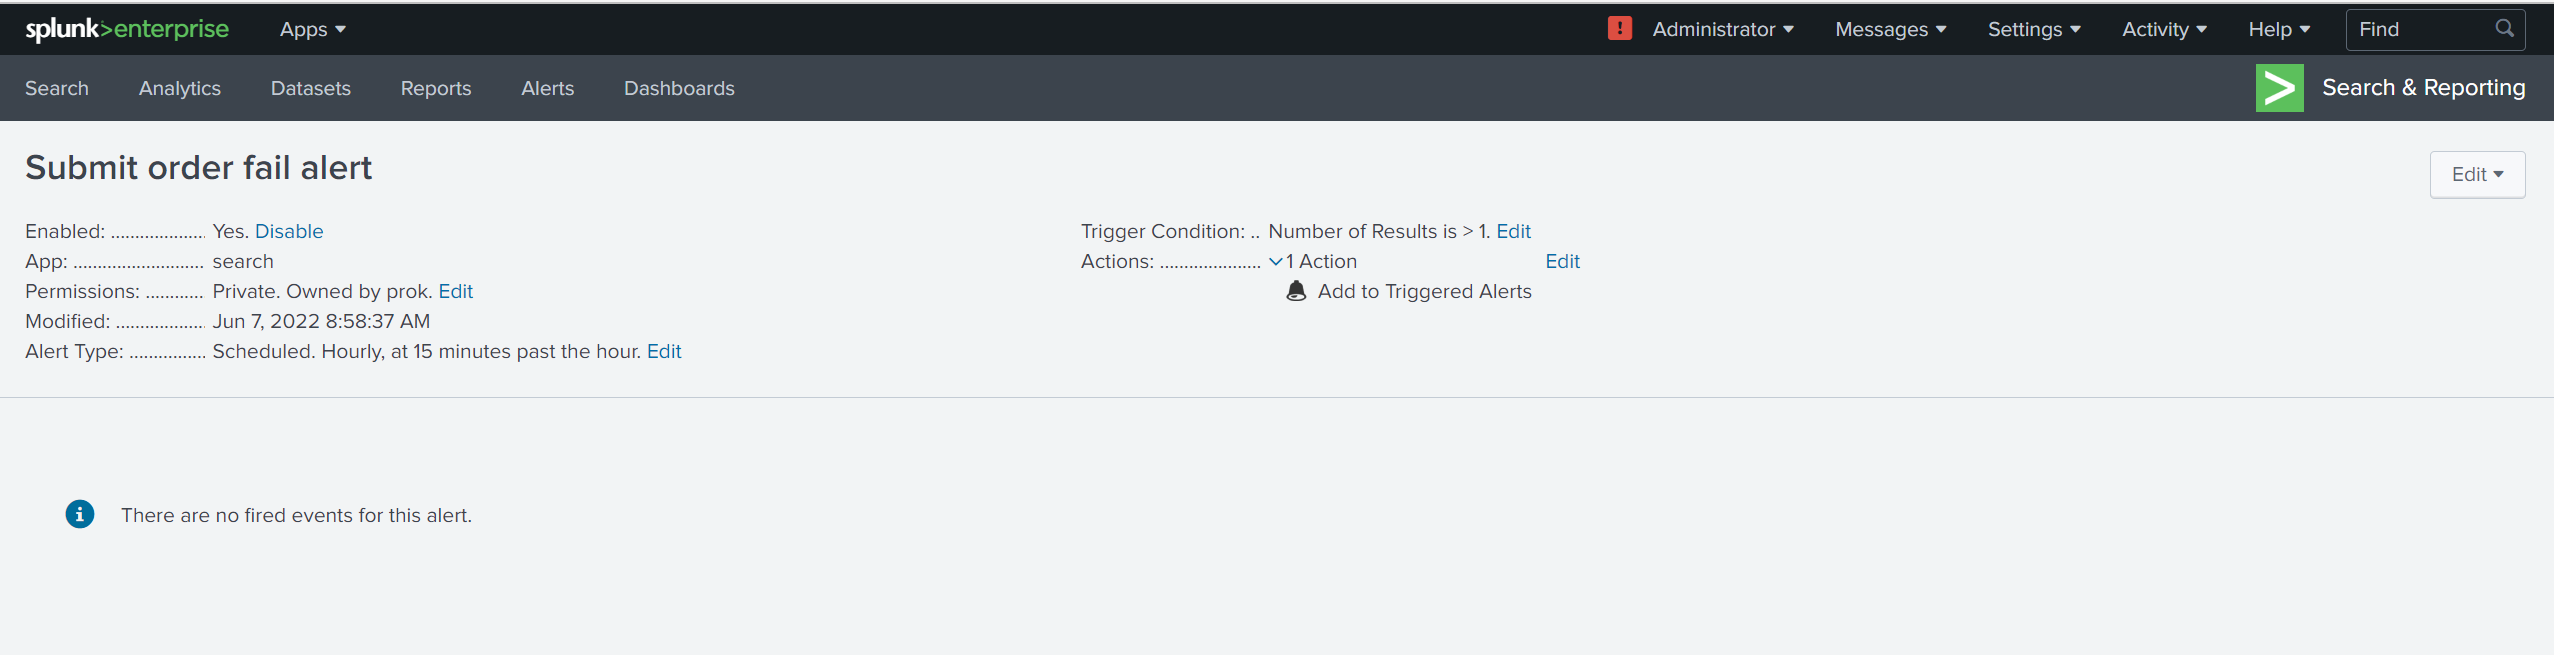 splunk>enterprise Apps Administrator Messages Settings Activity Help Find
Search Analytics Datasets Reports Alerts Dashboards Search & Reporting
Submit order fail alert
Edit
Enabled: .................... Yes. Disable
App: ........................... search
Permissions: ............ Private. Owned by prok. Edit
Modified: ................... Jun 7, 2022 8:58:37 AM
Alert Type: ................ Scheduled. Hourly, at 15 minutes past the hour. Edit
Trigger Condition: .. Number of Results is > 1. Edit
Actions: ..................... 1 Action Edit
Add to Triggered Alerts
There are no fired events for this alert.